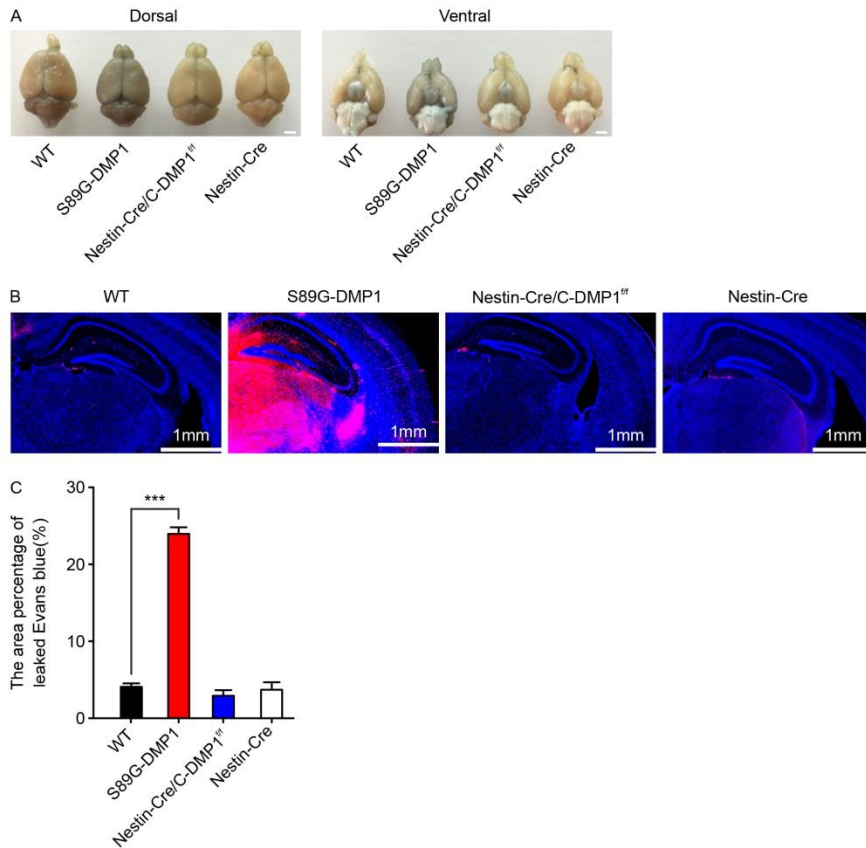 A
Dorsal
Ventral
WT
S89G-DMP1
Nestin-Cre/C-DMP1f/f
Nestin-Cre
WT
S89G-DMP1
Nestin-Cre/C-DMP1f/f
Nestin-Cre
B
WT
S89G-DMP1
Nestin-Cre/C-DMP1f/f
Nestin-Cre
1mm
1mm
1mm
1mm
C
The area percentage of
leaked Evans blue(%)
30
20
10
0
***
WT
S89G-DMP1
Nestin-Cre/C-DMP1f/f
Nestin-Cre